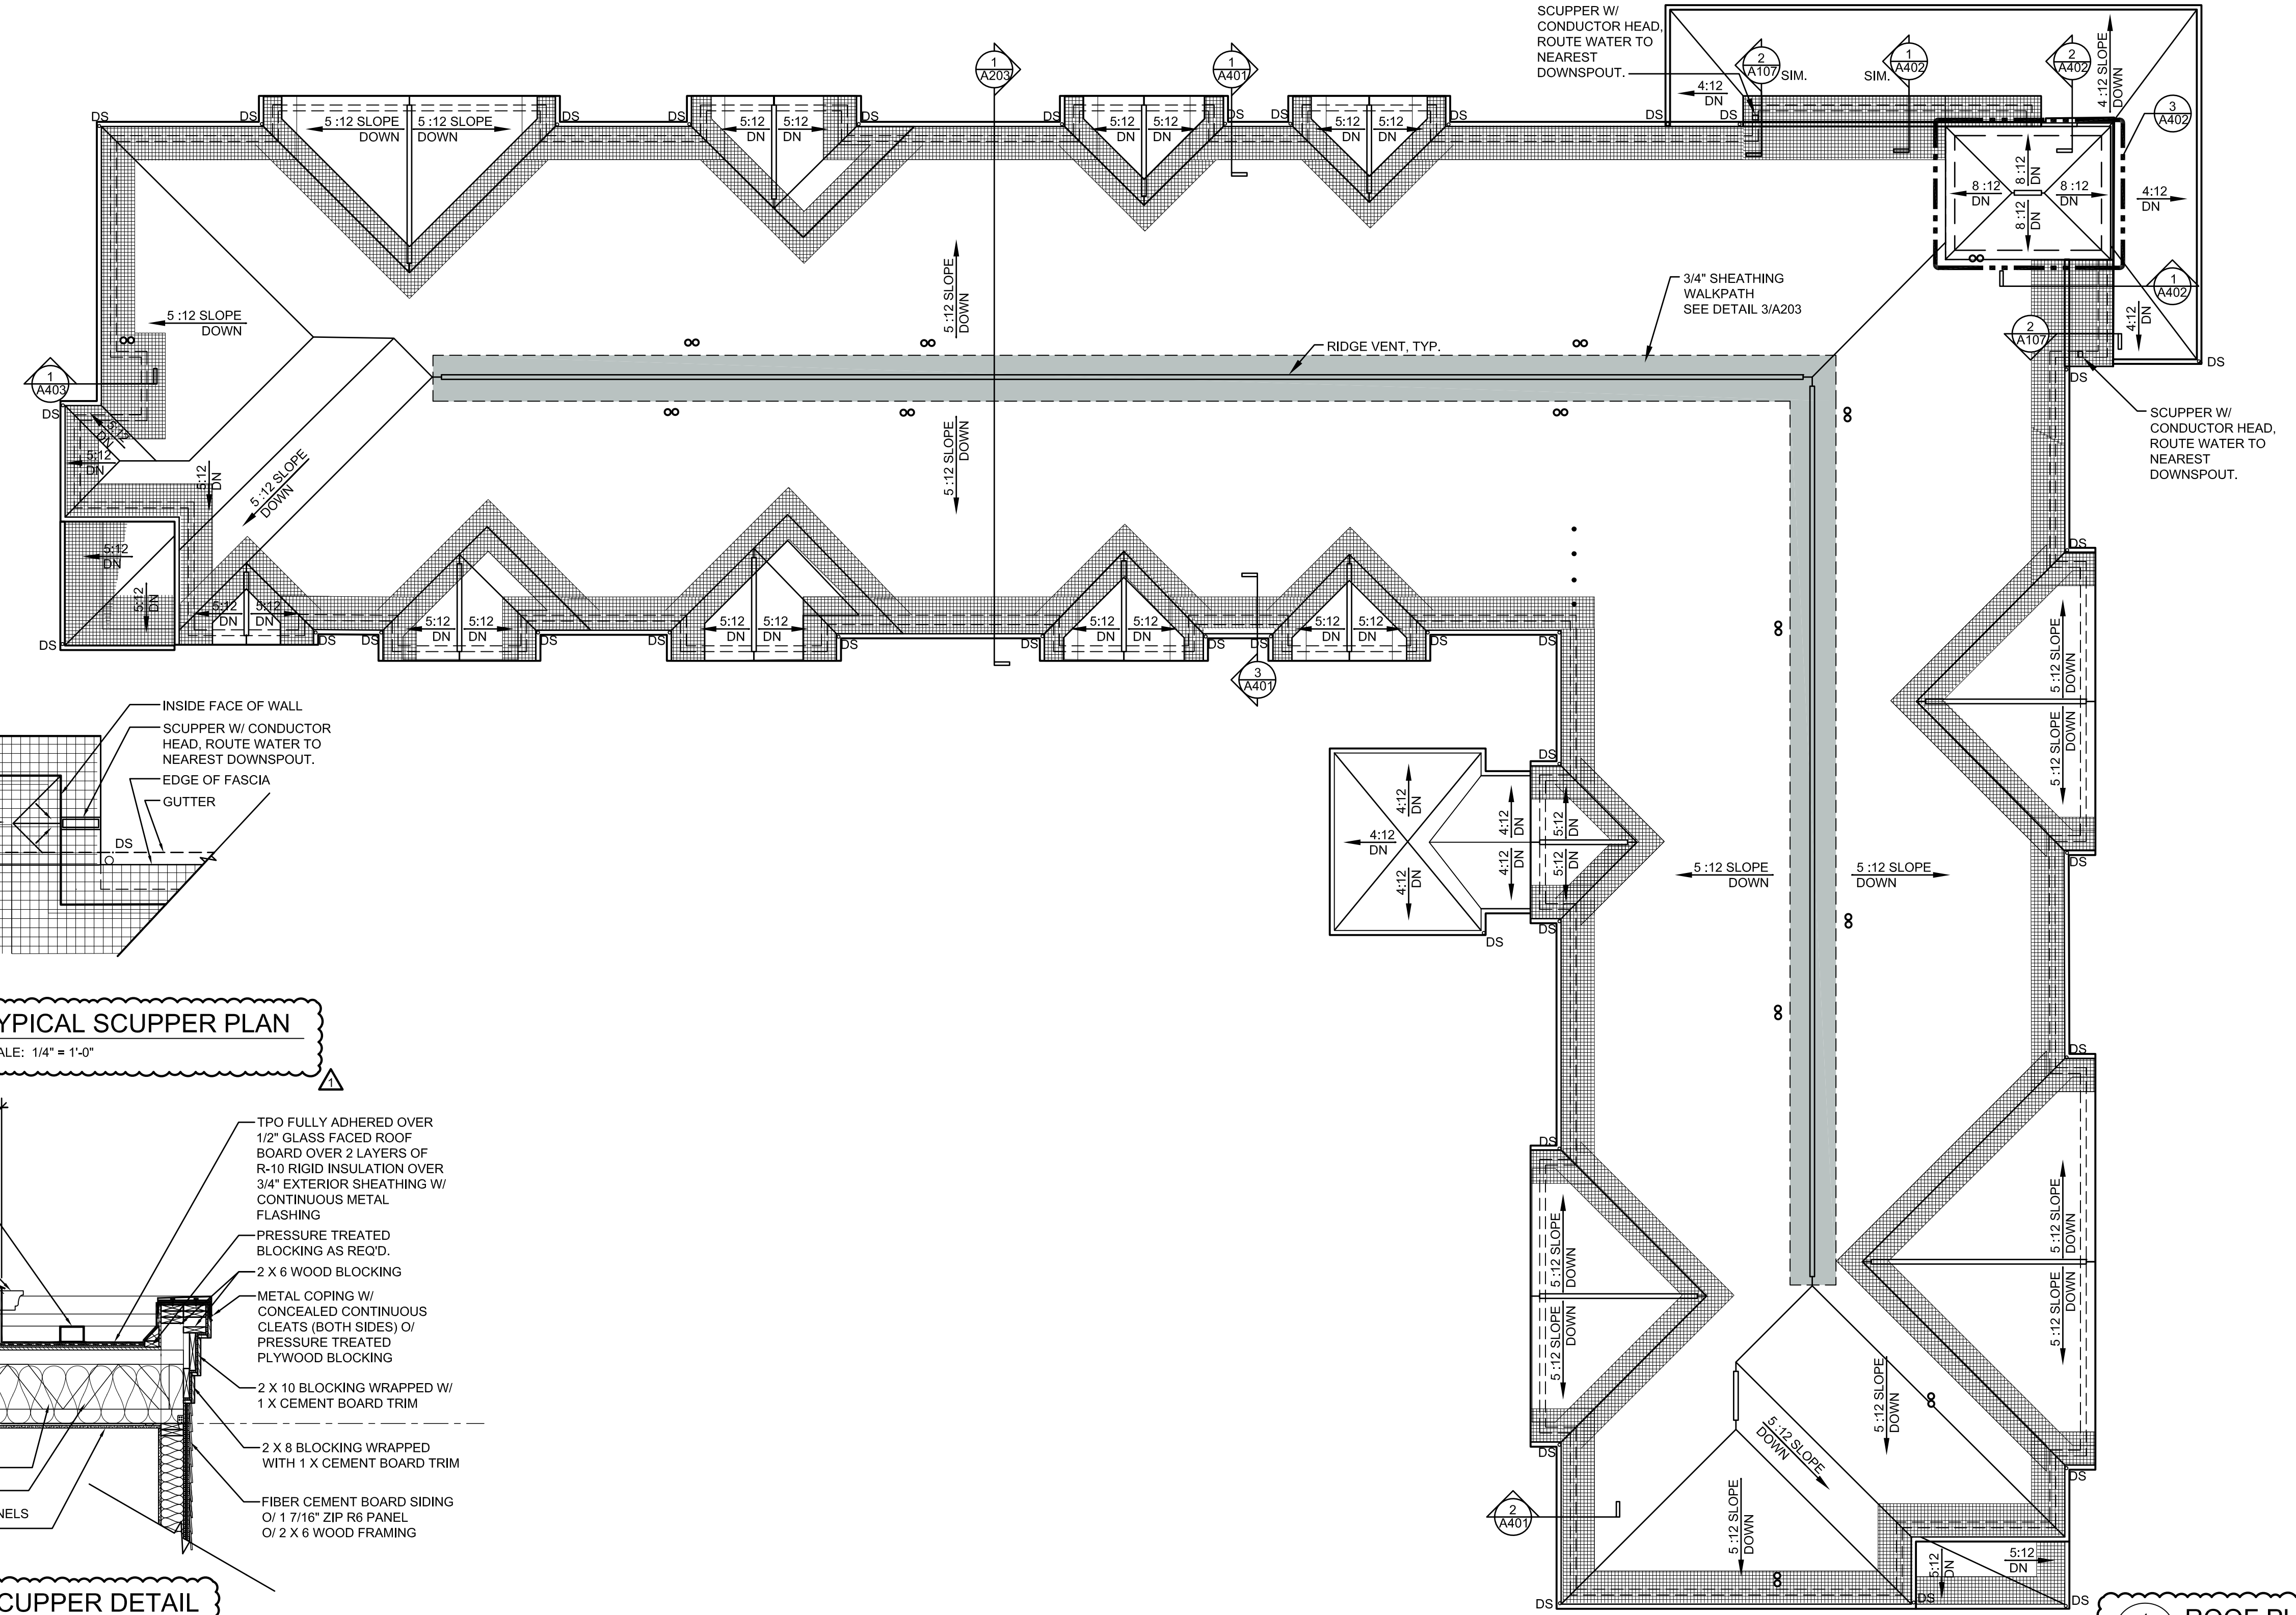 SCUPPER W/
CONDUCTOR HEAD,
ROUTE WATER TO
NEAREST
DOWNSPOUT.
1
A203
1
A401
2
A107
SIM.
SIM.
1
A402
2
A402
3
A402
4:12
DN
4 :12 SLOPE
DOWN
DS
DS
DS
DS
DS
DS
DS
DS
DS
DS
DS
5 :12 SLOPE
DOWN
5 :12 SLOPE
DOWN
5:12
DN
5:12
DN
5:12
DN
5:12
DN
5:12
DN
5:12
DN
8 :12
DN
8 :12
DN
8 :12
DN
8 :12
DN
4:12
DN
5 :12 SLOPE
DOWN
5 :12 SLOPE
DOWN
3/4" SHEATHING
WALKPATH
SEE DETAIL 3/A203
RIDGE VENT, TYP.
1
A402
4:12
DN
2
A107
DS
DS
SCUPPER W/
CONDUCTOR HEAD,
ROUTE WATER TO
NEAREST
DOWNSPOUT.
1
A403
DS
5:12
DN
5:12
DN
5:12
DN
5 :12 SLOPE
DOWN
5 :12 SLOPE
DOWN
5:12
DN
5:12
DN
DS
5:12
DN
5:12
DN
DS
DS
5:12
DN
5:12
DN
DS
DS
5:12
DN
5:12
DN
DS
DS
5:12
DN
5:12
DN
DS
DS
5:12
DN
5:12
DN
DS
DS
3
A401
DS
5 :12 SLOPE
DOWN
5 :12 SLOPE
DOWN
DS
INSIDE FACE OF WALL
SCUPPER W/ CONDUCTOR
HEAD, ROUTE WATER TO
NEAREST DOWNSPOUT.
EDGE OF FASCIA
GUTTER
DS
DS
4:12
DN
4:12
DN
4:12
DN
4:12
DN
4:12
DN
5:12
DN
5:12
DN
DS
DS
5 :12 SLOPE
DOWN
5 :12 SLOPE
DOWN
YPICAL SCUPPER PLAN
ALE: 1/4" = 1'-0"
1
TPO FULLY ADHERED OVER
1/2" GLASS FACED ROOF
BOARD OVER 2 LAYERS OF
R-10 RIGID INSULATION OVER
3/4" EXTERIOR SHEATHING W/
CONTINUOUS METAL
FLASHING
PRESSURE TREATED
BLOCKING AS REQ'D.
2 X 6 WOOD BLOCKING
METAL COPING W/
CONCEALED CONTINUOUS
CLEATS (BOTH SIDES) O/
PRESSURE TREATED
PLYWOOD BLOCKING
2 X 10 BLOCKING WRAPPED W/
1 X CEMENT BOARD TRIM
2 X 8 BLOCKING WRAPPED
WITH 1 X CEMENT BOARD TRIM
NELS
FIBER CEMENT BOARD SIDING
O/ 1 7/16" ZIP R6 PANEL
O/ 2 X 6 WOOD FRAMING
CUPPER DETAIL
DS
DS
5 :12 SLOPE
DOWN
5 :12 SLOPE
DOWN
5 :12 SLOPE
DOWN
5 :12 SLOPE
DOWN
DS
DS
5 :12 SLOPE
DOWN
5 :12 SLOPE
DOWN
5 :12 SLOPE
DOWN
2
A401
5:12
DN
5:12
DN
DS
DS
DS